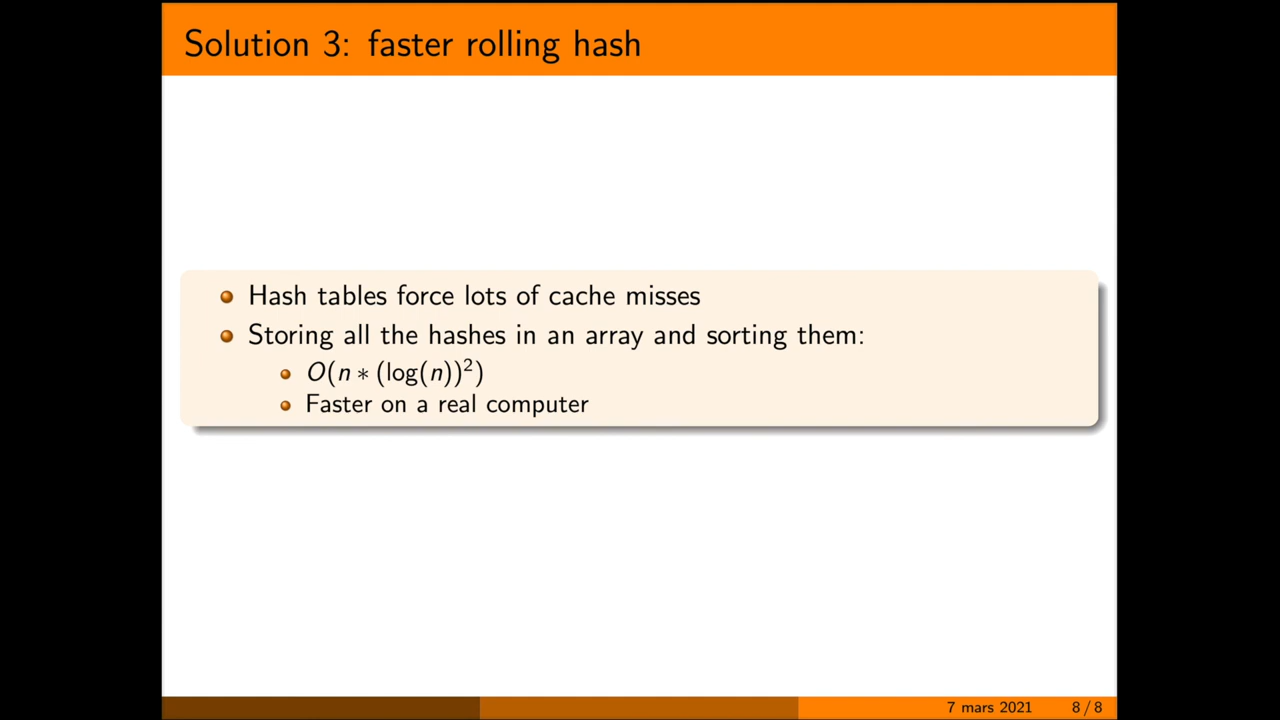 Solution 3: faster rolling hash
Hash tables force lots of cache misses
Storing all the hashes in an array and sorting them:
O(n ∗ (log(n))²)
Faster on a real computer
7 mars 2021 8 / 8